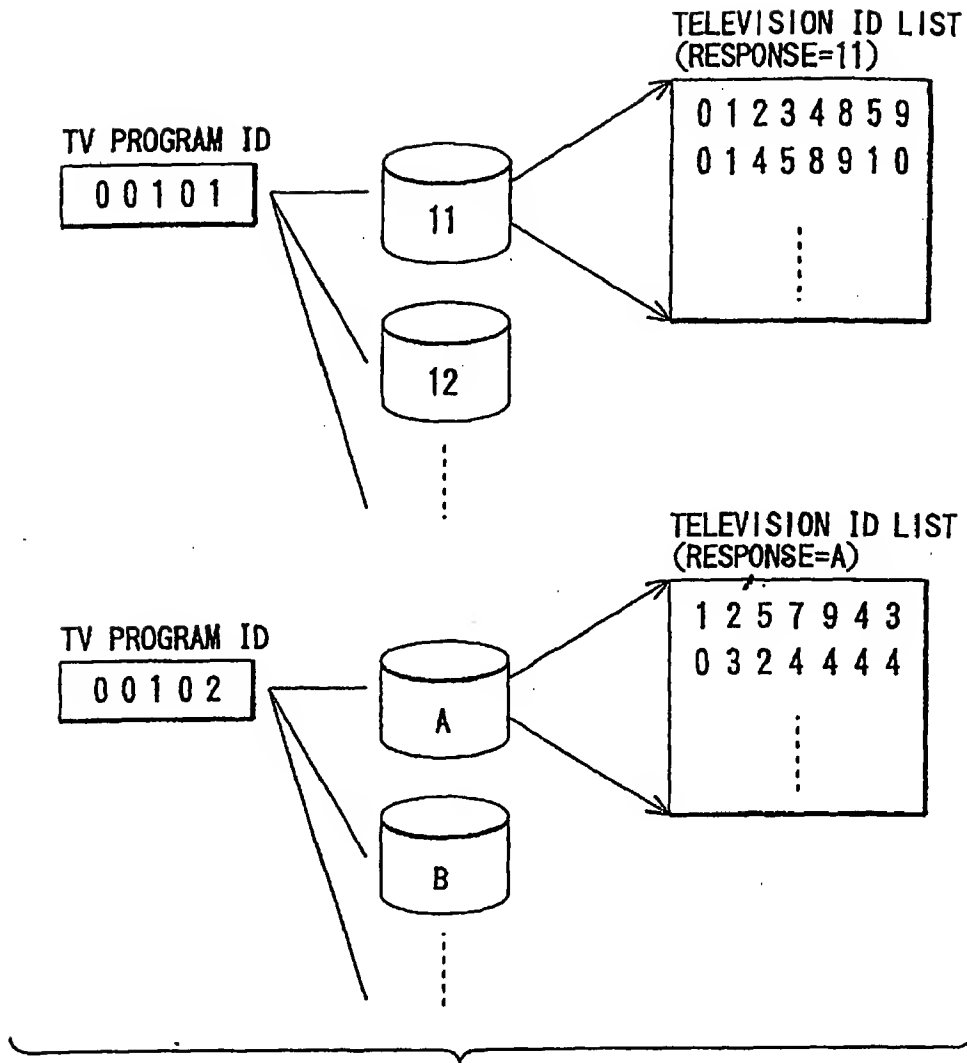 TELEVISION ID LIST
(RESPONSE=11)
0 1 2 3 4 8 5 9
0 1 4 5 8 9 1 0
TV PROGRAM ID
0 0 1 0 1
11
12
TELEVISION ID LIST
(RESPONSE=A)
1 2 5 7 9 4 3
0 3 2 4 4 4 4
TV PROGRAM ID
0 0 1 0 2
A
B